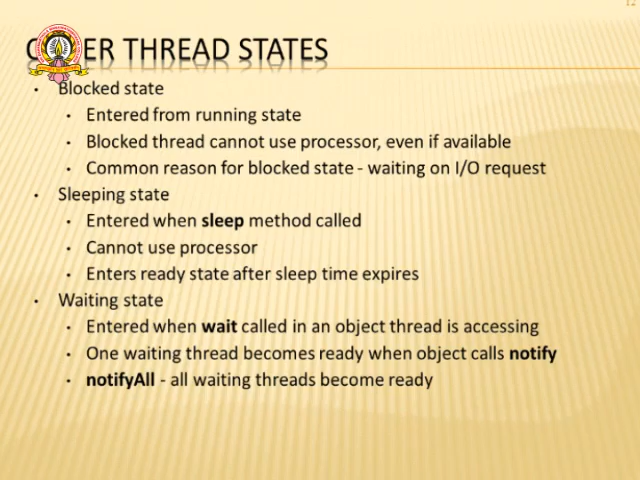 12
ER THREAD STATES
• Blocked state
• Entered from running state
• Blocked thread cannot use processor, even if available
• Common reason for blocked state - waiting on I/O request
• Sleeping state
• Entered when sleep method called
• Cannot use processor
• Enters ready state after sleep time expires
• Waiting state
• Entered when wait called in an object thread is accessing
• One waiting thread becomes ready when object calls notify
• notifyAll - all waiting threads become ready